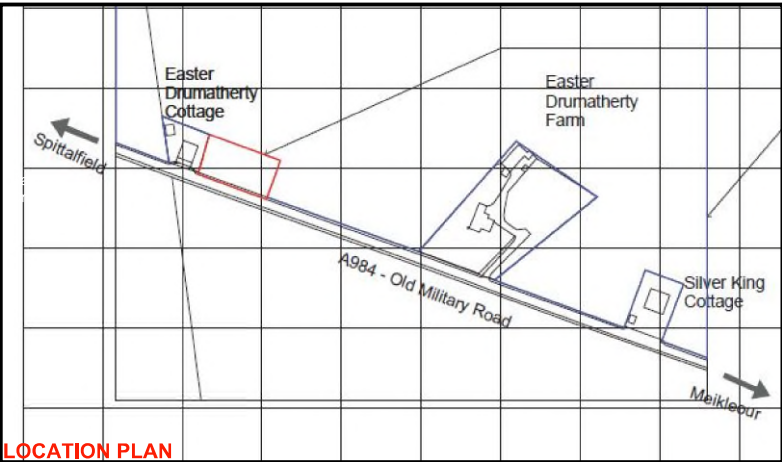 Easter
Drumatherty
Cottage
Easter
Drumatherty
Farm
Spittalfield
A984 - Old Military Road
Silver King
Cottage
Meikleour
LOCATION PLAN